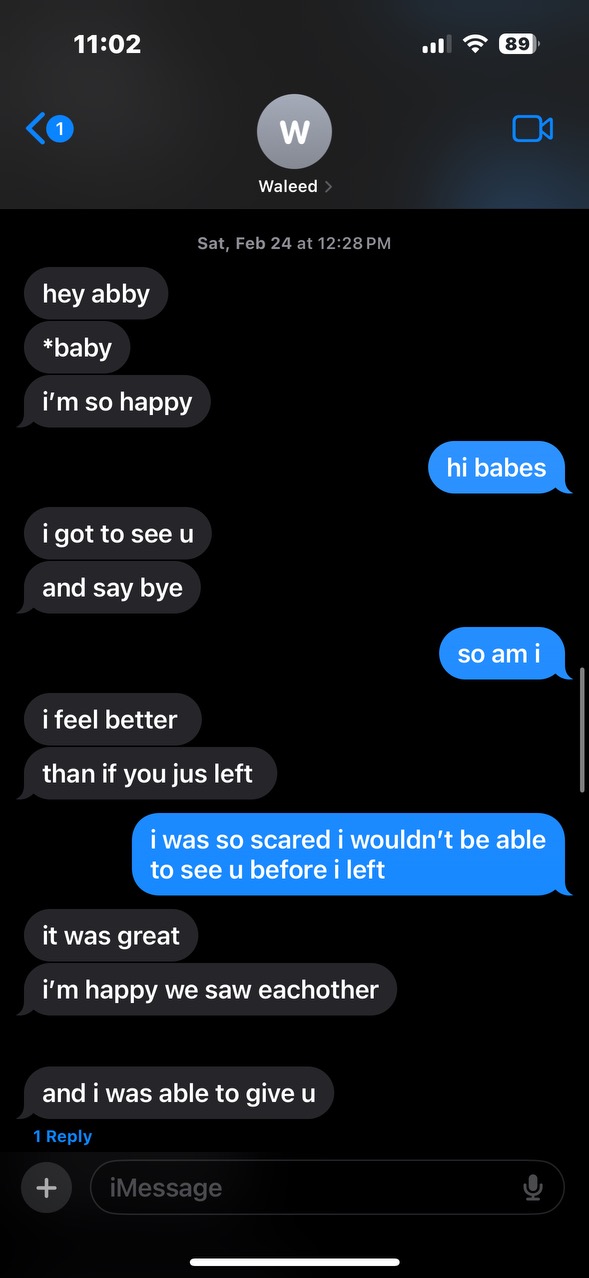 11:02
89
1
W
Waleed
Sat, Feb 24 at 12:28 PM
hey abby
*baby
i'm so happy
hi babes
i got to see u
and say bye
so am i
i feel better
than if you jus left
i was so scared i wouldn't be able
to see u before i left
it was great
i'm happy we saw eachother
and i was able to give u
1 Reply
iMessage